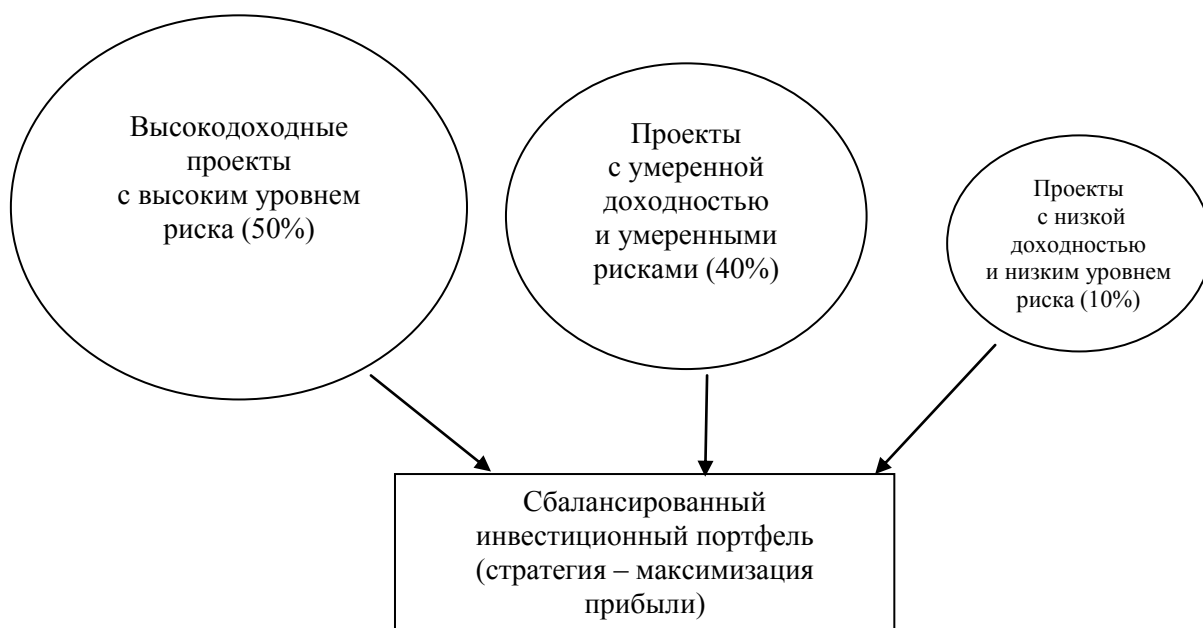 Высокодоходные
проекты
с высоким уровнем
риска (50%)
Проекты
с умеренной
доходностью
и умеренными
рисками (40%)
Проекты
с низкой
доходностью
и низким уровнем
риска (10%)
Сбалансированный
инвестиционный портфель
(стратегия – максимизация
прибыли)